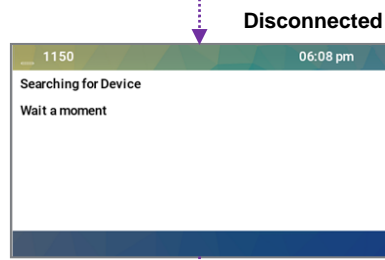 Disconnected
1150 06:08 pm
Searching for Device
Wait a moment